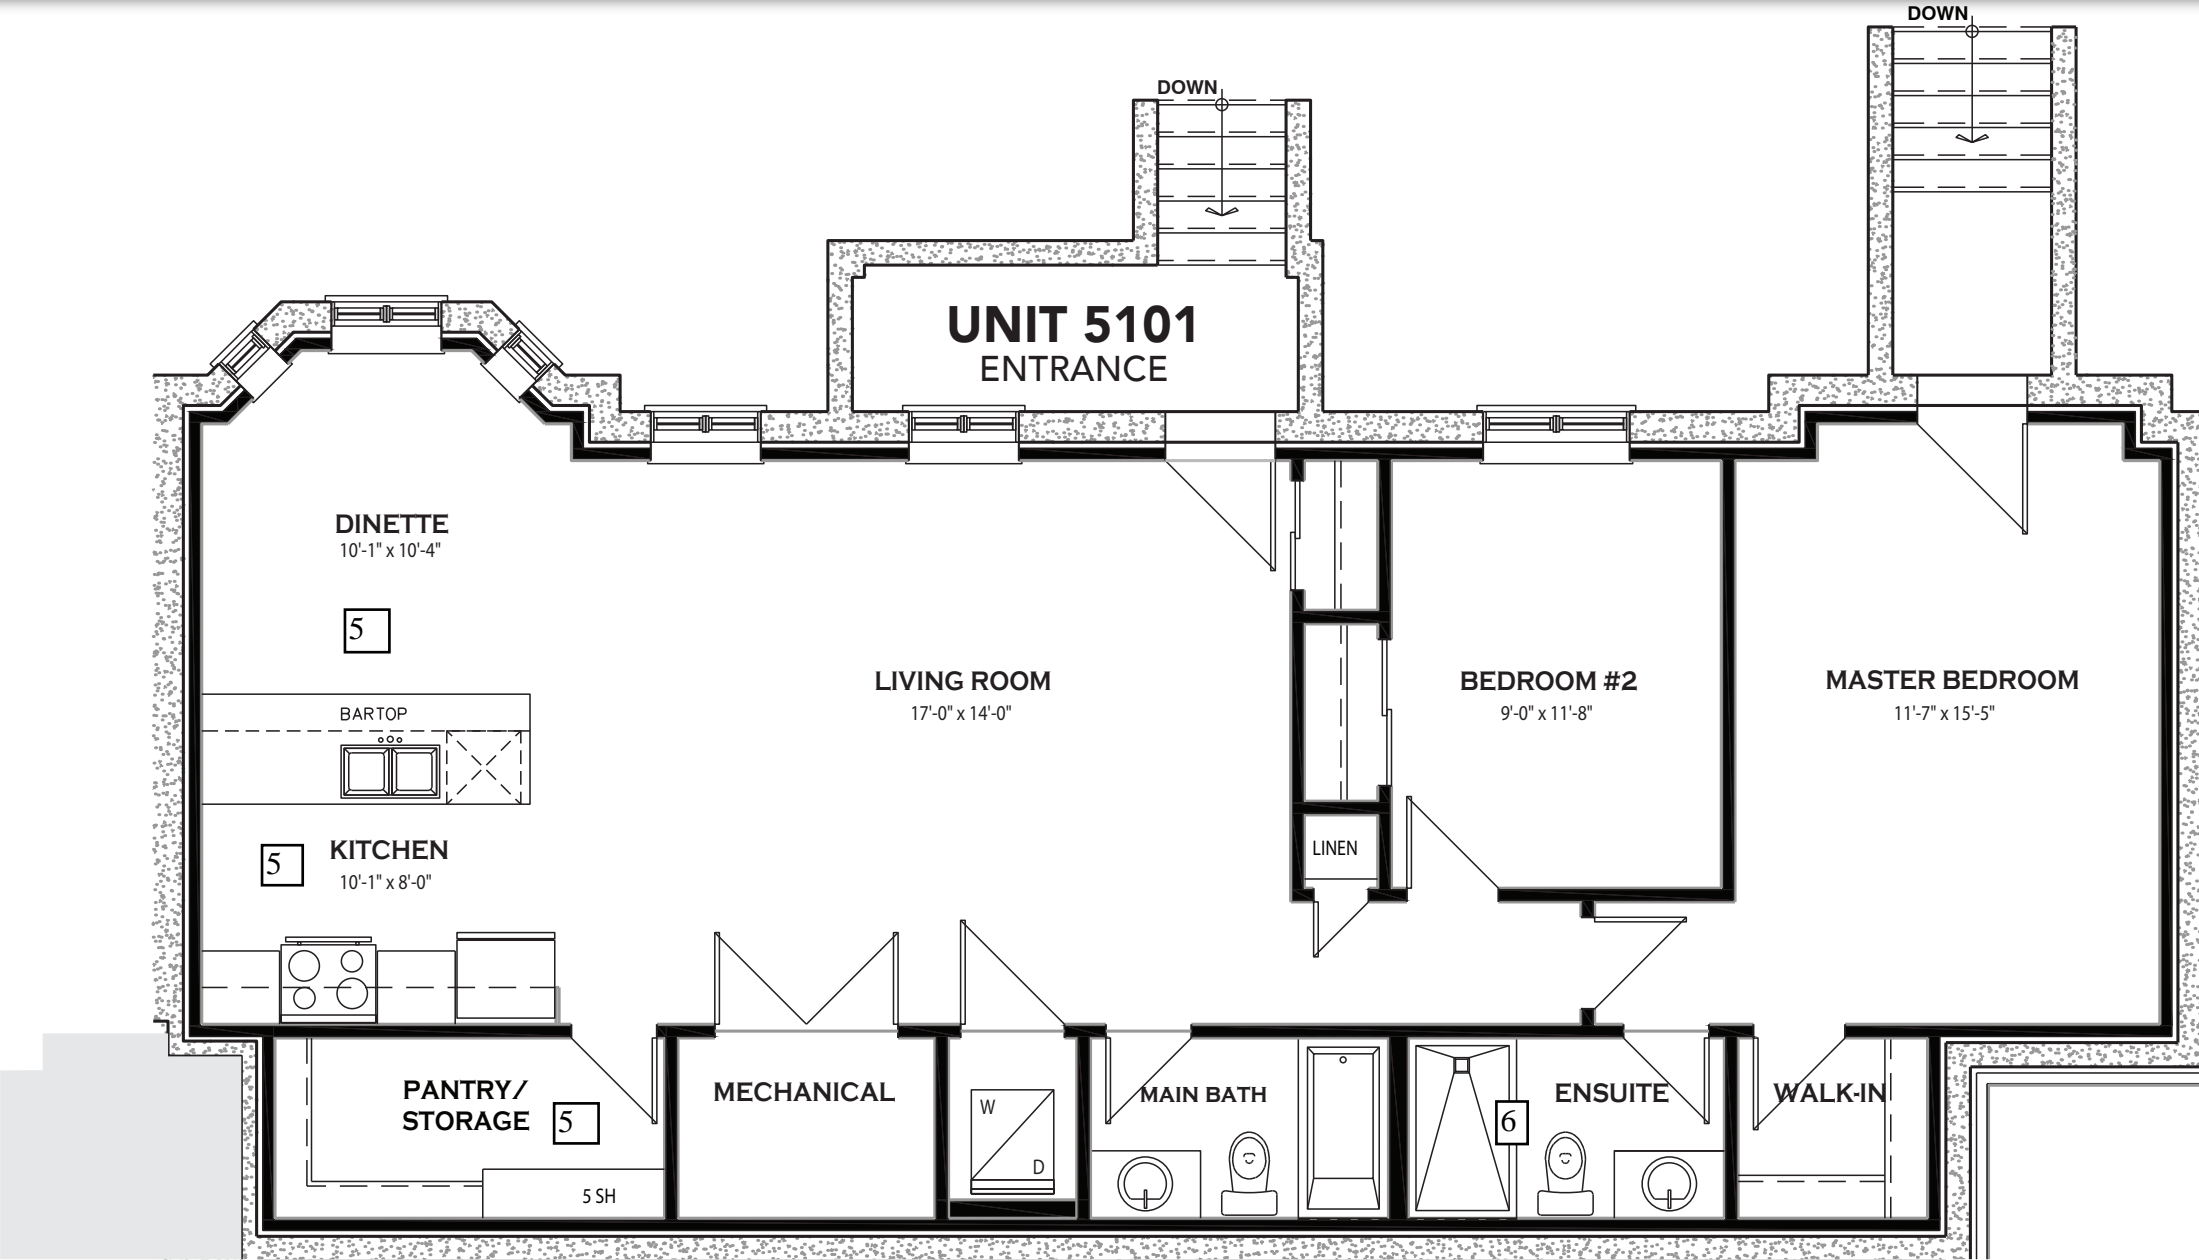 DOWN
DOWN
UNIT 5101
ENTRANCE
DINETTE
10'-1" x 10'-4"
5
LIVING ROOM
17'-0" x 14'-0"
BEDROOM #2
9'-0" x 11'-8"
MASTER BEDROOM
11'-7" x 15'-5"
BARTOP
KITCHEN
10'-1" x 8'-0"
5
LINEN
PANTRY/
STORAGE
5
5 SH
MECHANICAL
W
D
MAIN BATH
ENSUITE
6
WALK-IN